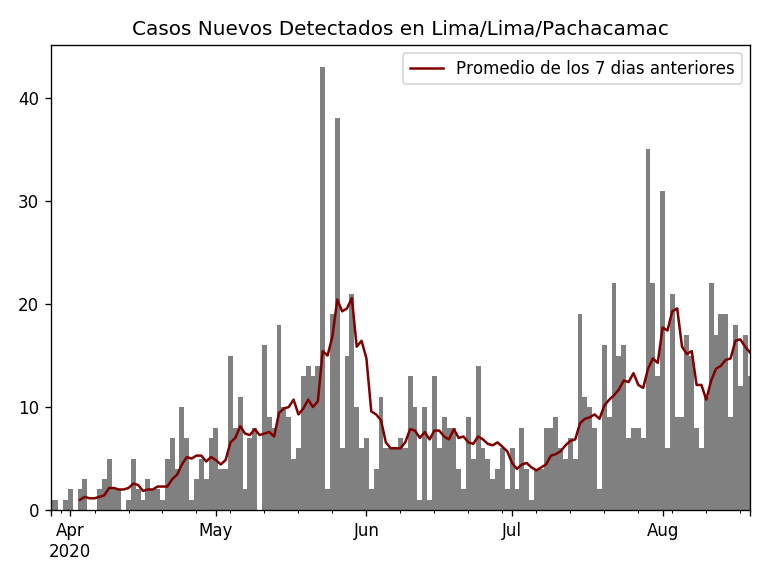 Casos Nuevos Detectados en Lima/Lima/Pachacamac
Promedio de los 7 dias anteriores
40
30
20
10
0
Apr May Jun Jul Aug
2020